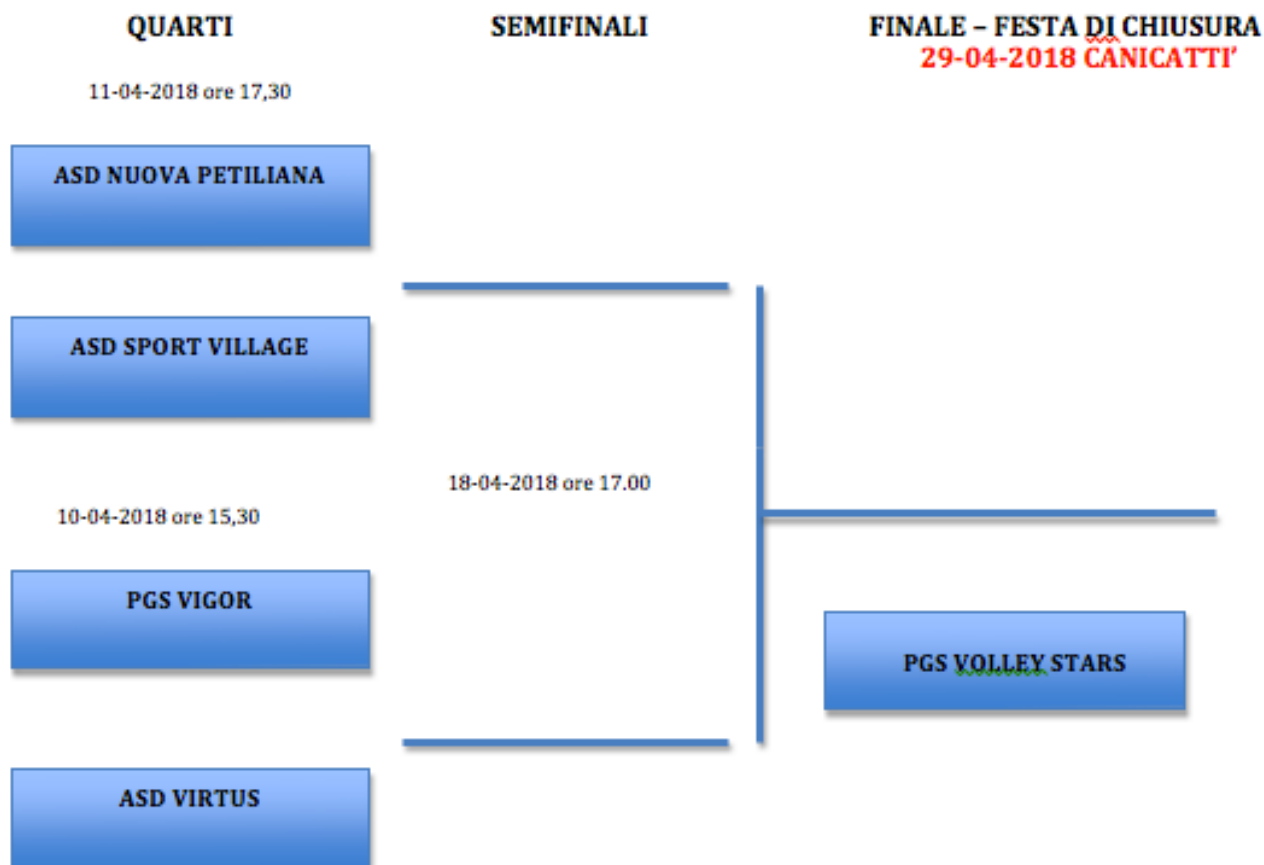 QUARTI
SEMIFINALI
FINALE – FESTA DI CHIUSURA
29-04-2018 CANICATTI’
11-04-2018 ore 17,30
ASD NUOVA PETILIANA
ASD SPORT VILLAGE
18-04-2018 ore 17.00
10-04-2018 ore 15,30
PGS VIGOR
PGS VOLLEY STARS
ASD VIRTUS